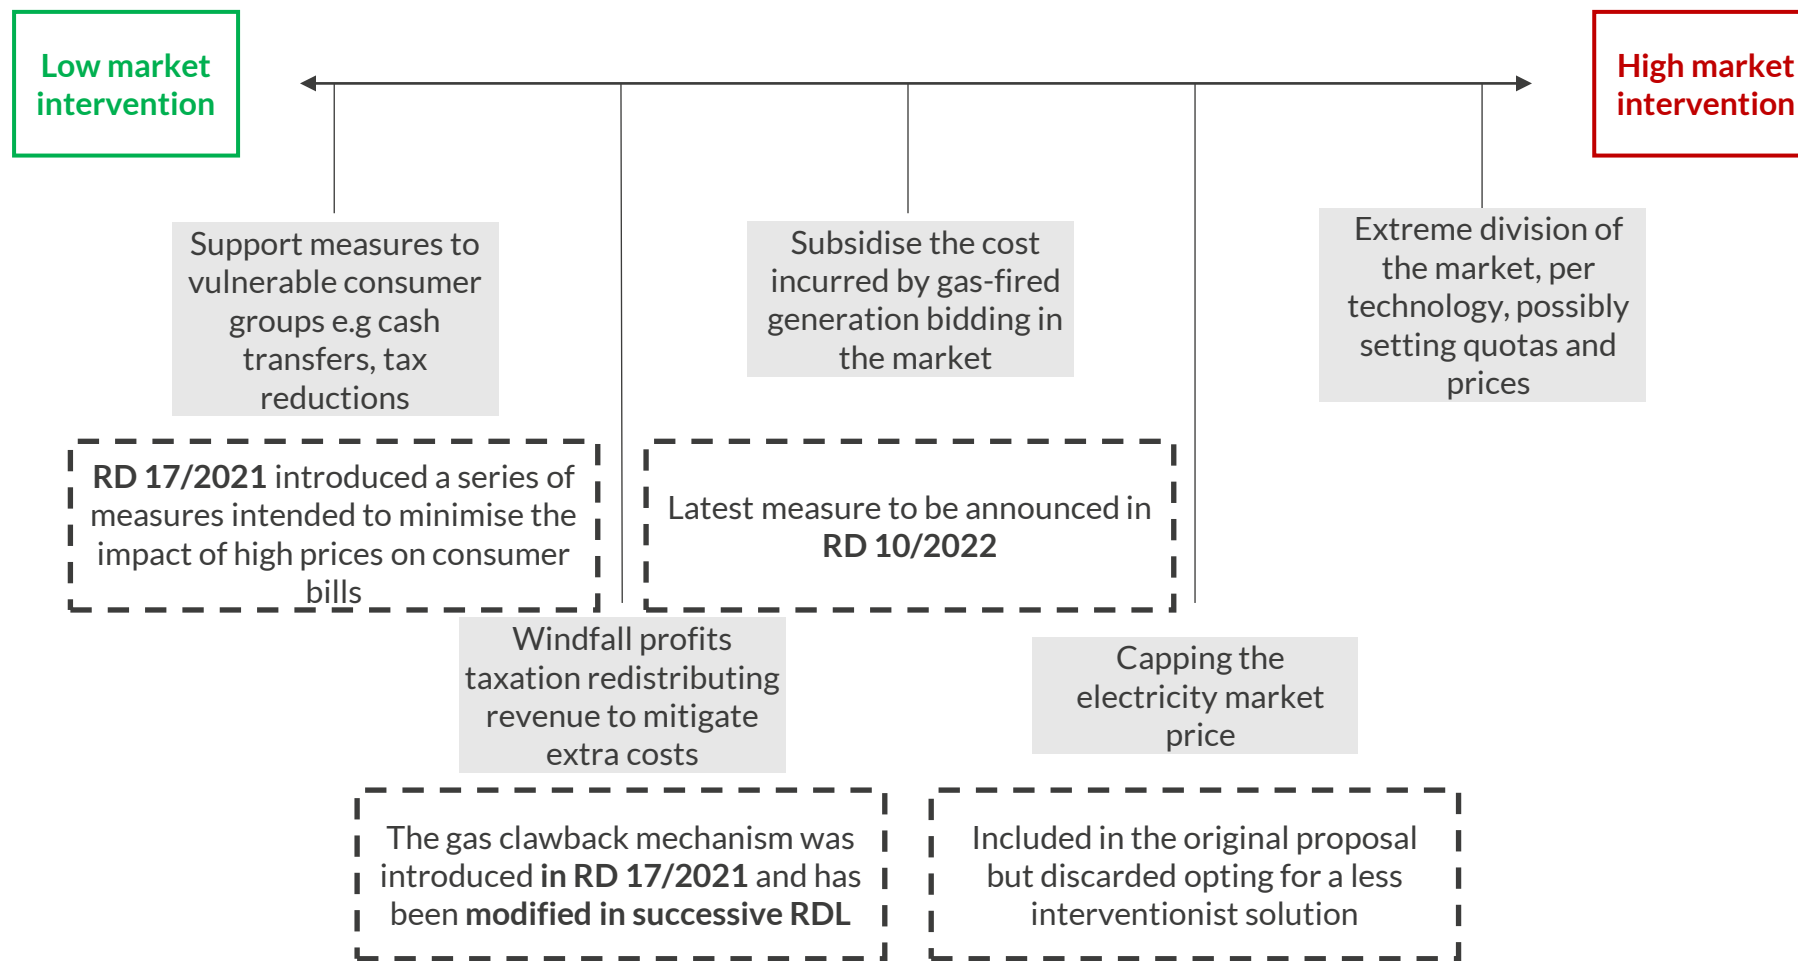 Low market
intervention
High market
intervention
Support measures to
vulnerable consumer
groups e.g cash
transfers, tax
reductions
Subsidise the cost
incurred by gas-fired
generation bidding in
the market
Extreme division of
the market, per
technology, possibly
setting quotas and
prices
RD 17/2021 introduced a series of
measures intended to minimise the
impact of high prices on consumer
bills
Latest measure to be announced in
RD 10/2022
Windfall profits
taxation redistributing
revenue to mitigate
extra costs
Capping the
electricity market
price
The gas clawback mechanism was
introduced in RD 17/2021 and has
been modified in successive RDL
Included in the original proposal
but discarded opting for a less
interventionist solution